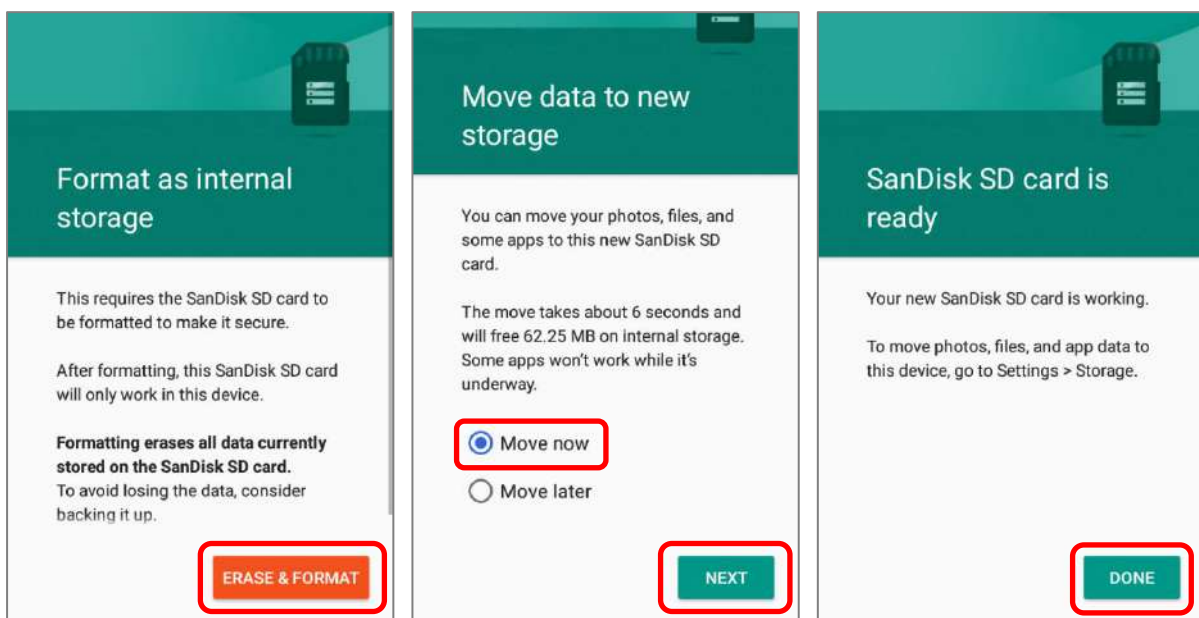 Format as internal
storage
This requires the SanDisk SD card to
be formatted to make it secure.
After formatting, this SanDisk SD card
will only work in this device.
Formatting erases all data currently
stored on the SanDisk SD card.
To avoid losing the data, consider
backing it up.
ERASE & FORMAT
Move data to new
storage
You can move your photos, files, and
some apps to this new SanDisk SD
card.
The move takes about 6 seconds and
will free 62.25 MB on internal storage.
Some apps won't work while it's
underway.
Move now
Move later
NEXT
SanDisk SD card is
ready
Your new SanDisk SD card is working.
To move photos, files, and app data to
this device, go to Settings > Storage.
DONE